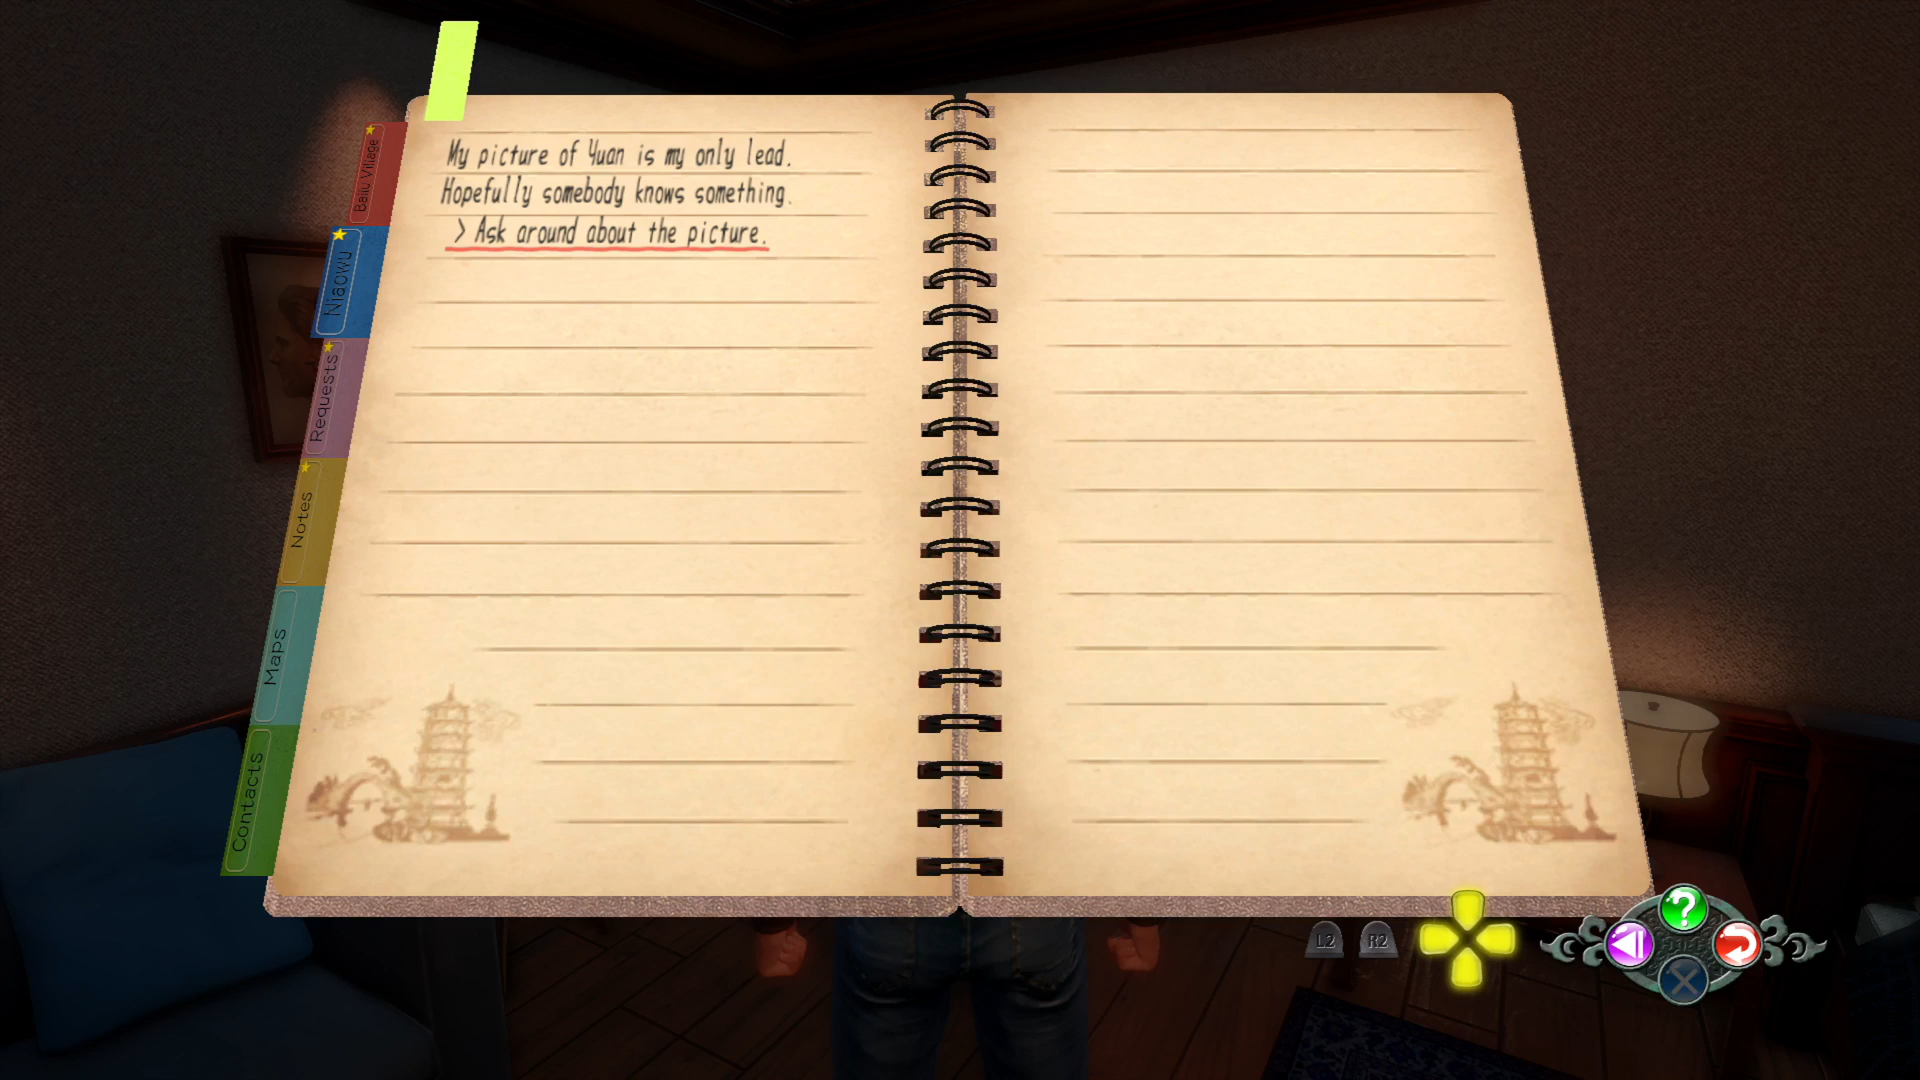 My picture of Yuan is my only lead.
Hopefully somebody knows something.
> Ask around about the picture.
Bailu Village
Niaowu
Requests
Notes
Maps
Contacts
L2
R2
?